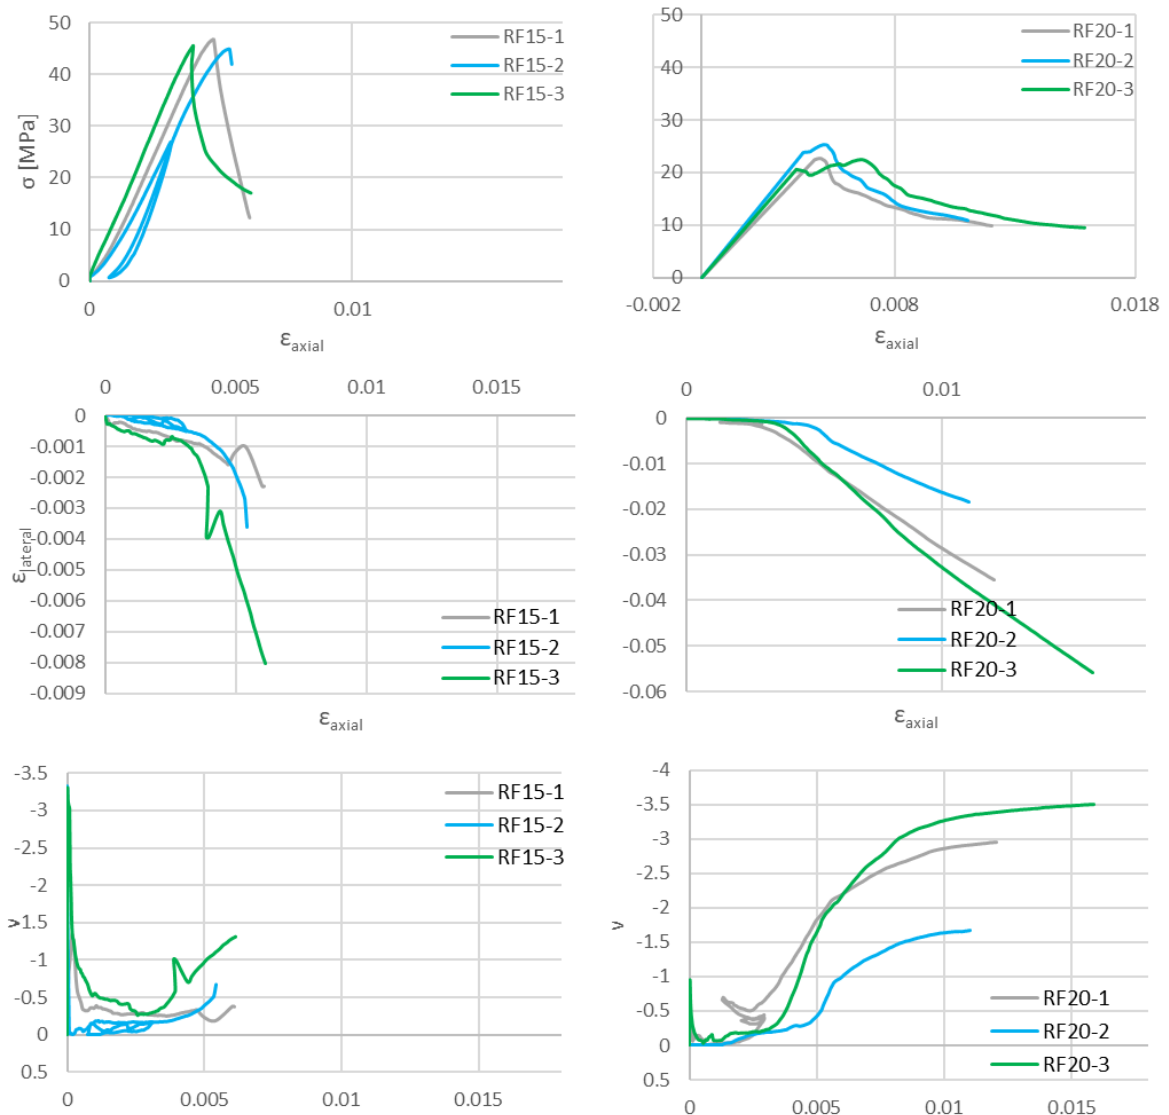 50
40
30
20
10
0
σ [MPa]
RF15-1
RF15-2
RF15-3
0
0.01
εaxial
50
40
30
20
10
0
RF20-1
RF20-2
RF20-3
-0.002
0.008
0.018
εaxial
0
0.005
0.01
0.015
0
-0.001
-0.002
-0.003
-0.004
-0.005
-0.006
-0.007
-0.008
-0.009
εlateral
RF15-1
RF15-2
RF15-3
εaxial
0
0.01
0
-0.01
-0.02
-0.03
-0.04
-0.05
-0.06
RF20-1
RF20-2
RF20-3
εaxial
-3.5
-3
-2.5
-2
-1.5
-1
-0.5
0
0.5
ν
RF15-1
RF15-2
RF15-3
0
0.005
0.01
0.015
-4
-3.5
-3
-2.5
-2
-1.5
-1
-0.5
0
0.5
ν
RF20-1
RF20-2
RF20-3
0
0.005
0.01
0.015